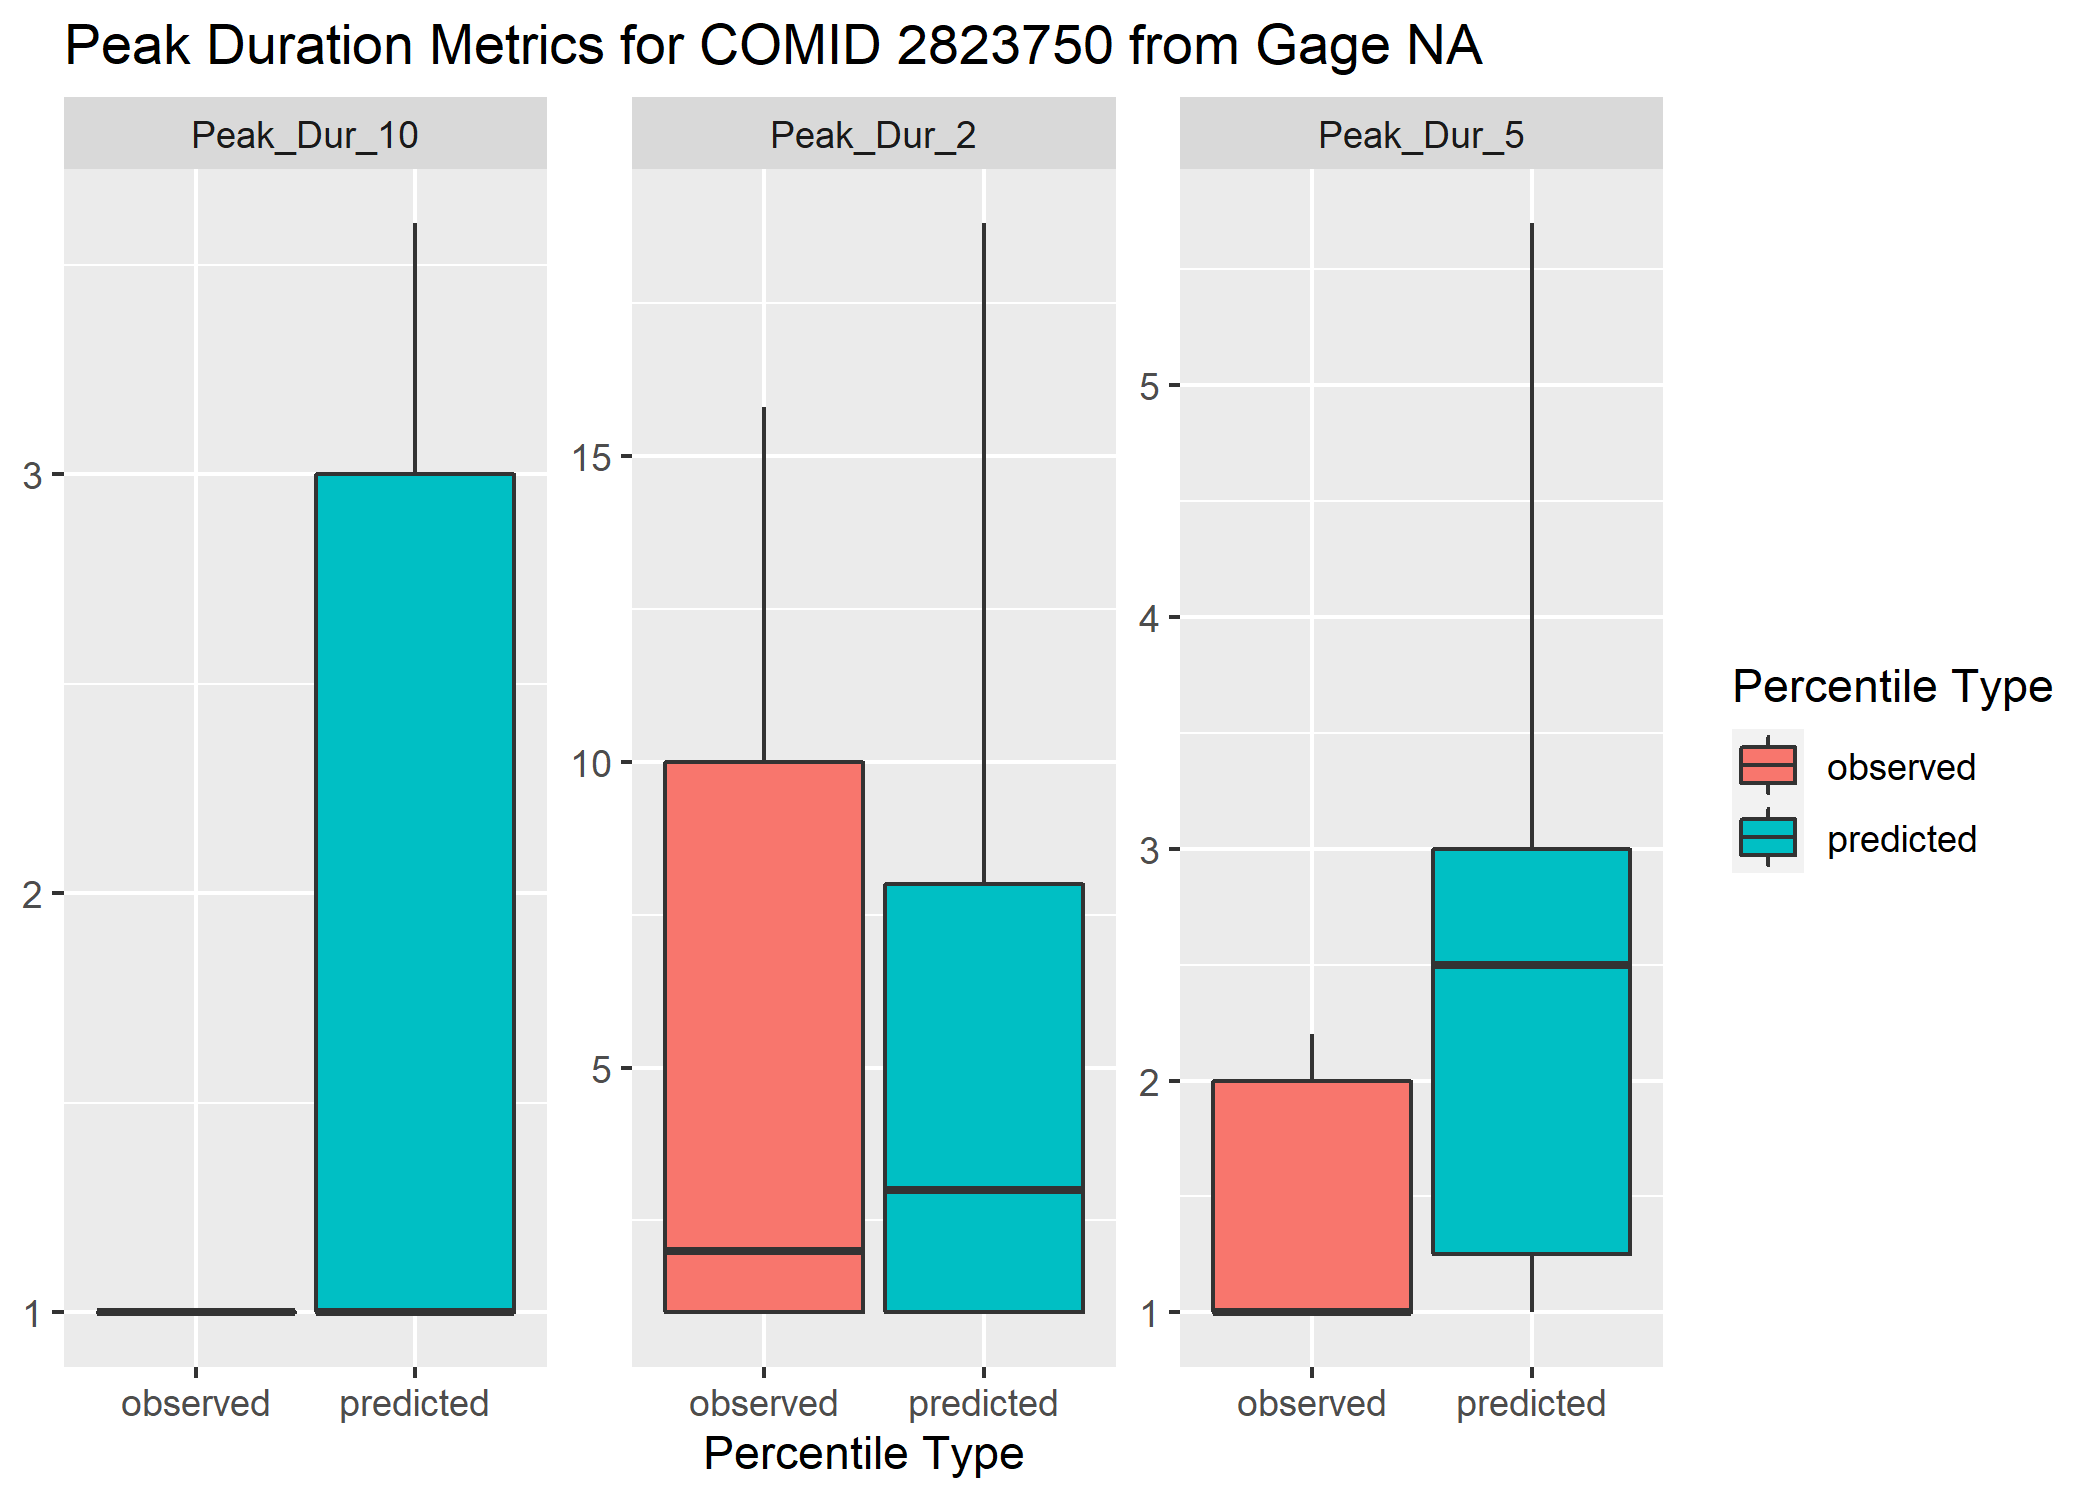 Peak Duration Metrics for COMID 2823750 from Gage NA
Peak_Dur_10
Peak_Dur_2
Peak_Dur_5
3
2
1
15
10
5
5
4
3
2
1
observed
predicted
observed
predicted
observed
predicted
Percentile Type
Percentile Type
observed
predicted